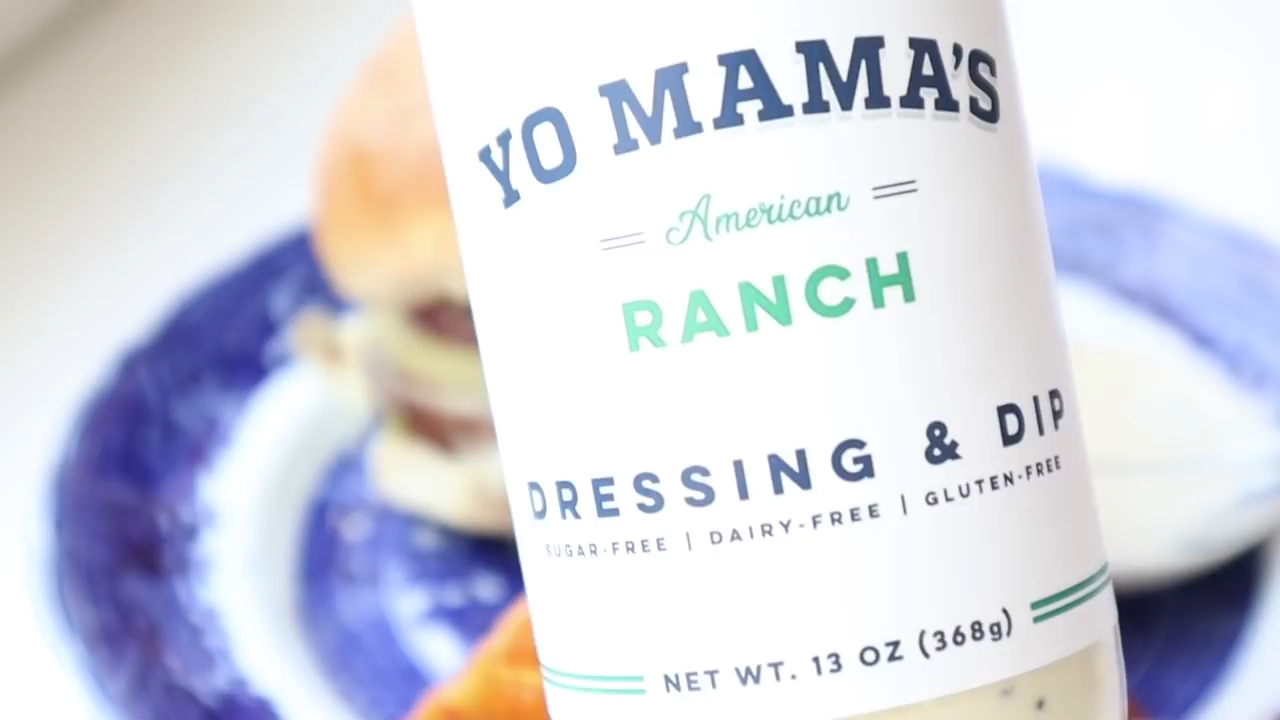 YO MAMA'S
American
RANCH
DRESSING & DIP
SUGAR-FREE | DAIRY-FREE | GLUTEN-FREE
NET WT. 13 OZ (368g)